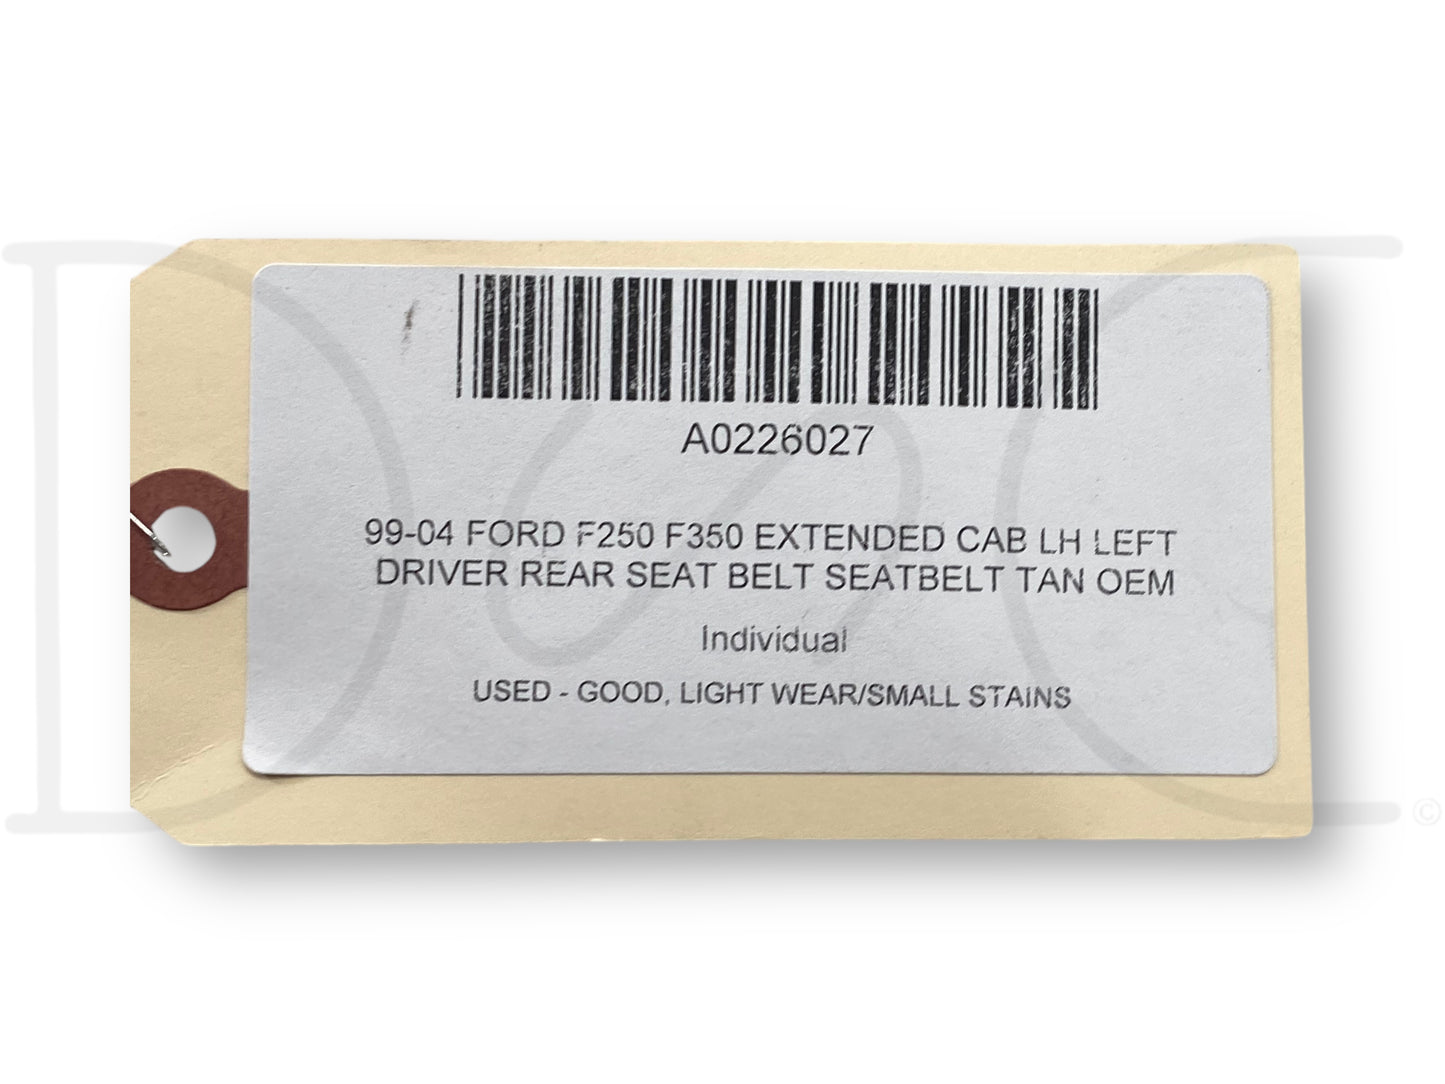 A0226027
99-04 FORD F250 F350 EXTENDED CAB LH LEFT
DRIVER REAR SEAT BELT SEATBELT TAN OEM
Individual
USED - GOOD, LIGHT WEAR/SMALL STAINS
©